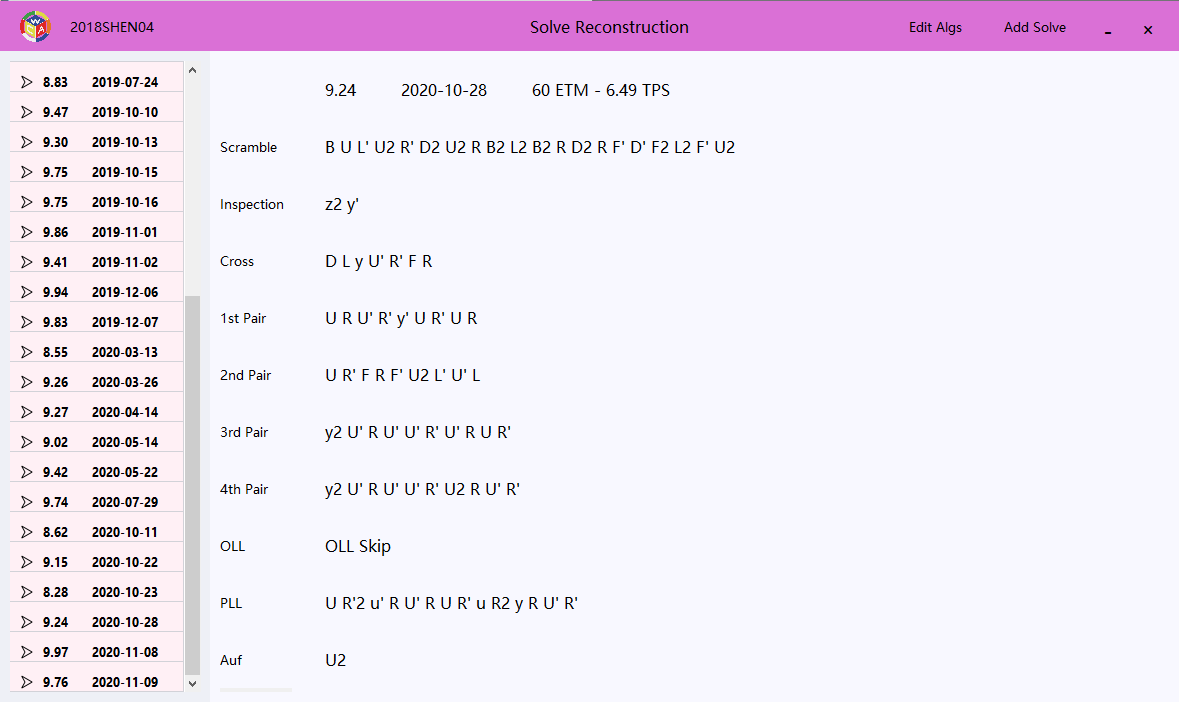 2018SHEN04 Solve Reconstruction Edit Algs Add Solve
8.83 2019-07-24
9.47 2019-10-10
9.30 2019-10-13
9.75 2019-10-15
9.75 2019-10-16
9.86 2019-11-01
9.41 2019-11-02
9.94 2019-12-06
9.83 2019-12-07
8.55 2020-03-13
9.26 2020-03-26
9.27 2020-04-14
9.02 2020-05-14
9.42 2020-05-22
9.74 2020-07-29
8.62 2020-10-11
9.15 2020-10-22
8.28 2020-10-23
9.24 2020-10-28
9.97 2020-11-08
9.76 2020-11-09
9.24 2020-10-28 60 ETM - 6.49 TPS
Scramble B U L' U2 R' D2 U2 R B2 L2 B2 R D2 R F' D' F2 L2 F' U2
Inspection z2 y'
Cross D L y U' R' F R
1st Pair U R U' R' y' U R' U R
2nd Pair U R' F R F' U2 L' U' L
3rd Pair y2 U' R U' U' R' U' R U R'
4th Pair y2 U' R U' U' R' U2 R U' R'
OLL OLL Skip
PLL U R'2 u' R U' R U R' u R2 y R U' R'
Auf U2